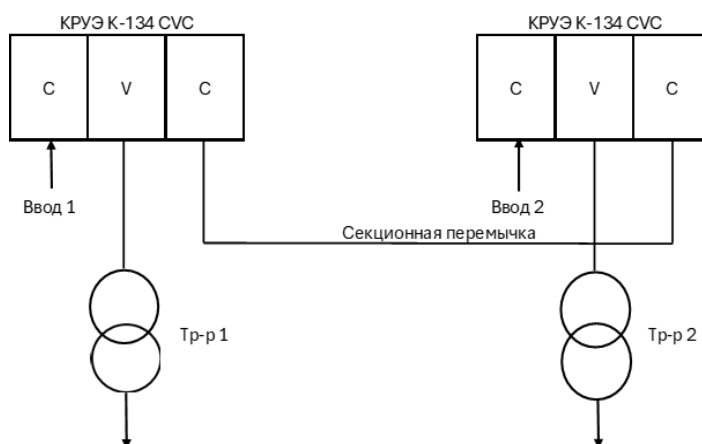 КРУЭ К-134 CVC
КРУЭ К-134 CVC
C
V
C
C
V
C
Ввод 1
Ввод 2
Секционная перемычка
Тр-р 1
Тр-р 2